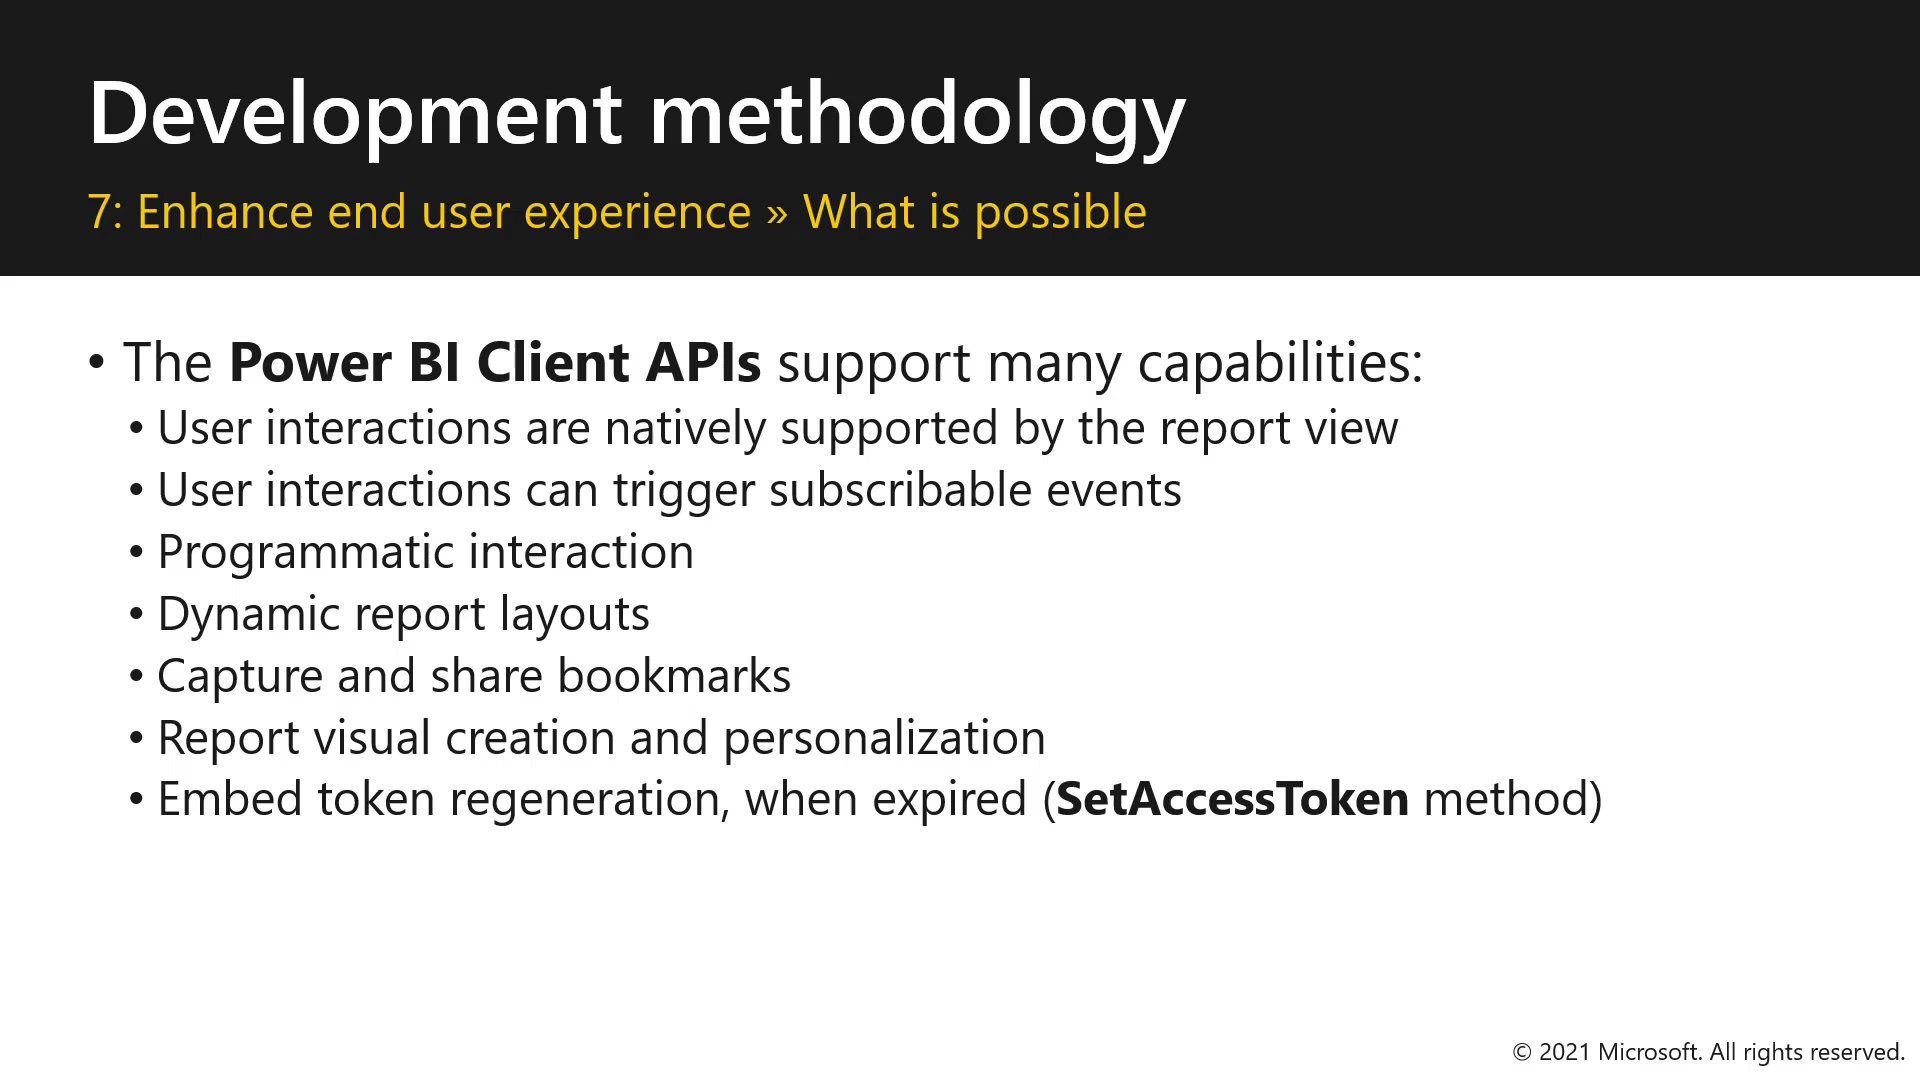 Development methodology
7: Enhance end user experience » What is possible
• The Power BI Client APIs support many capabilities:
• User interactions are natively supported by the report view
• User interactions can trigger subscribable events
• Programmatic interaction
• Dynamic report layouts
• Capture and share bookmarks
• Report visual creation and personalization
• Embed token regeneration, when expired (SetAccessToken method)
© 2021 Microsoft. All rights reserved.